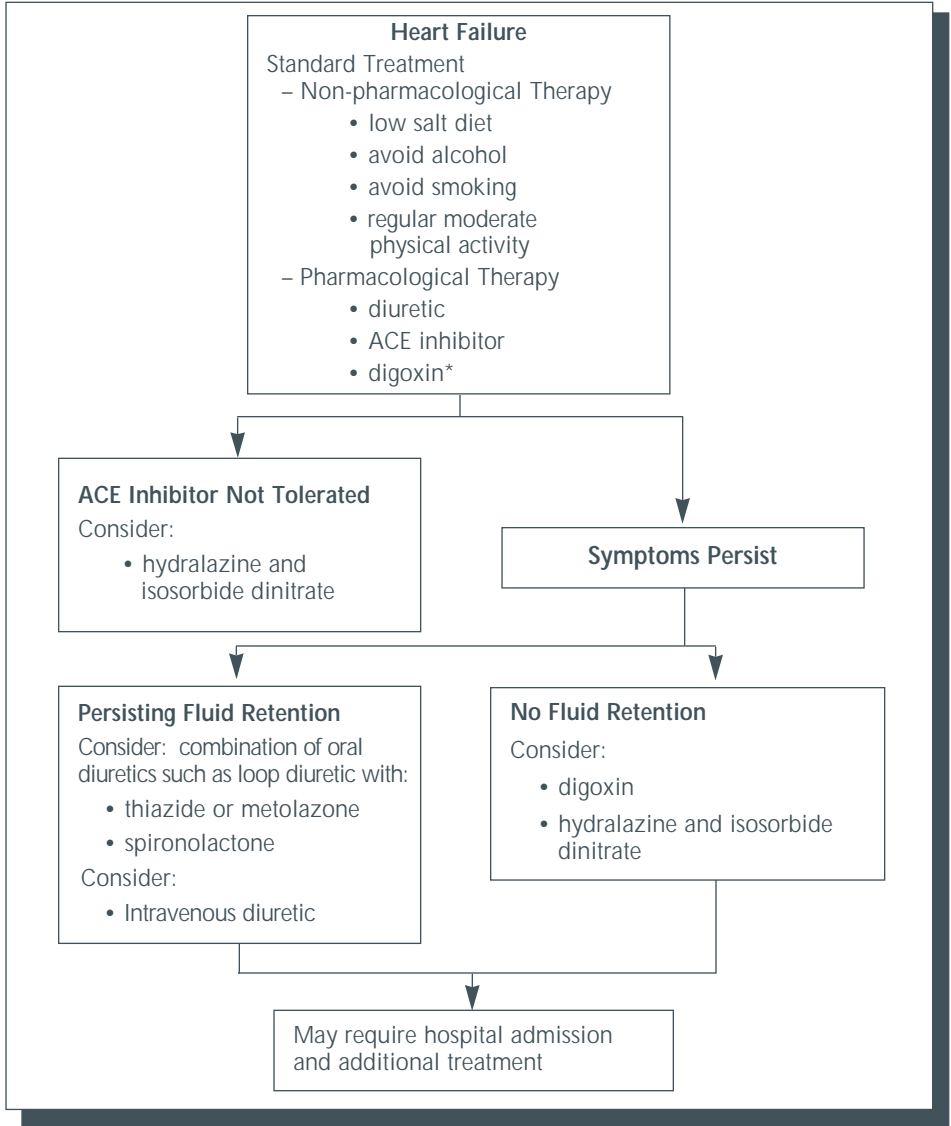 Heart Failure
Standard Treatment
– Non-pharmacological Therapy
• low salt diet
• avoid alcohol
• avoid smoking
• regular moderate
physical activity
– Pharmacological Therapy
• diuretic
• ACE inhibitor
• digoxin*
ACE Inhibitor Not Tolerated
Consider:
• hydralazine and
isosorbide dinitrate
Symptoms Persist
Persisting Fluid Retention
Consider: combination of oral
diuretics such as loop diuretic with:
• thiazide or metolazone
• spironolactone
Consider:
• Intravenous diuretic
No Fluid Retention
Consider:
• digoxin
• hydralazine and isosorbide
dinitrate
May require hospital admission
and additional treatment